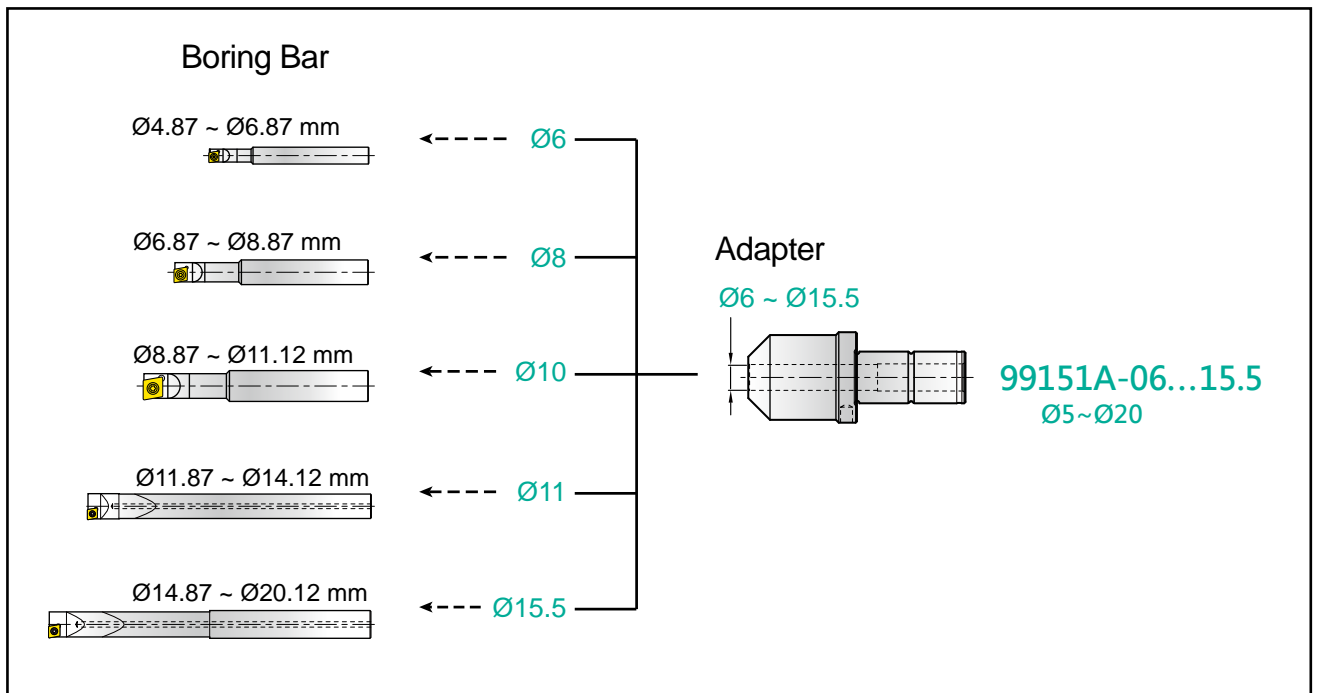 Boring Bar
Ø4.87 ~ Ø6.87 mm
Ø6
Ø6.87 ~ Ø8.87 mm
Ø8
Ø8.87 ~ Ø11.12 mm
Ø10
Ø11.87 ~ Ø14.12 mm
Ø11
Ø14.87 ~ Ø20.12 mm
Ø15.5
Adapter
Ø6 ~ Ø15.5
99151A-06...15.5
Ø5~Ø20